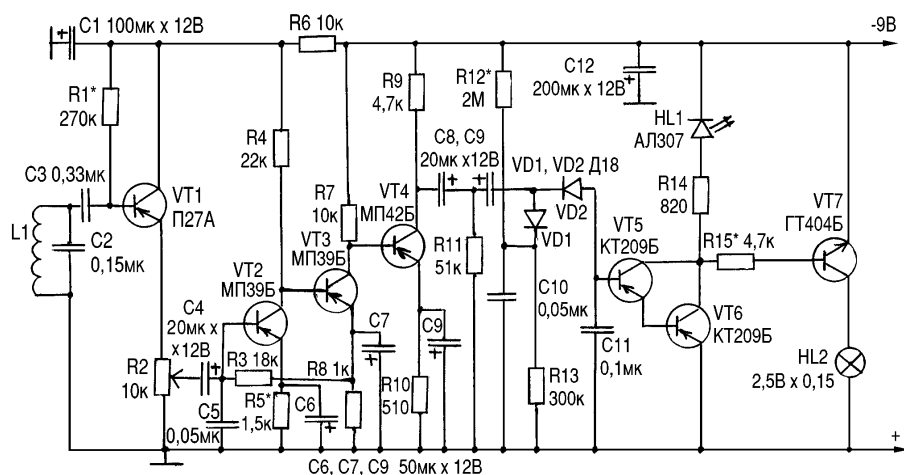 C1 100мк x 12В
R6 10к
-9В
R1*
270к
R4
22к
R9
4,7к
R12*
2М
C12
200мк x 12В
HL1
АЛ307
C8, C9
20мк x12В
VD1, VD2 Д18
C3 0,33мк
VT1
П27А
R7
10к
VT4
МП42Б
VD2
VD1
R14
820
VT7
ГТ404Б
L1
C2
0,15мк
VT3
МП39Б
R11
51к
VT5
КТ209Б
R15* 4,7к
VT2
МП39Б
C10
0,05мк
VT6
КТ209Б
C4
20мк x
x12В
C7
C9
C11
0,1мк
HL2
2,5В x 0,15
R2
10к
R3 18к
R8 1к
R10
510
R13
300к
C5
0,05мк
R5*
1,5к
C6
+
C6, C7, C9 50мк x 12В